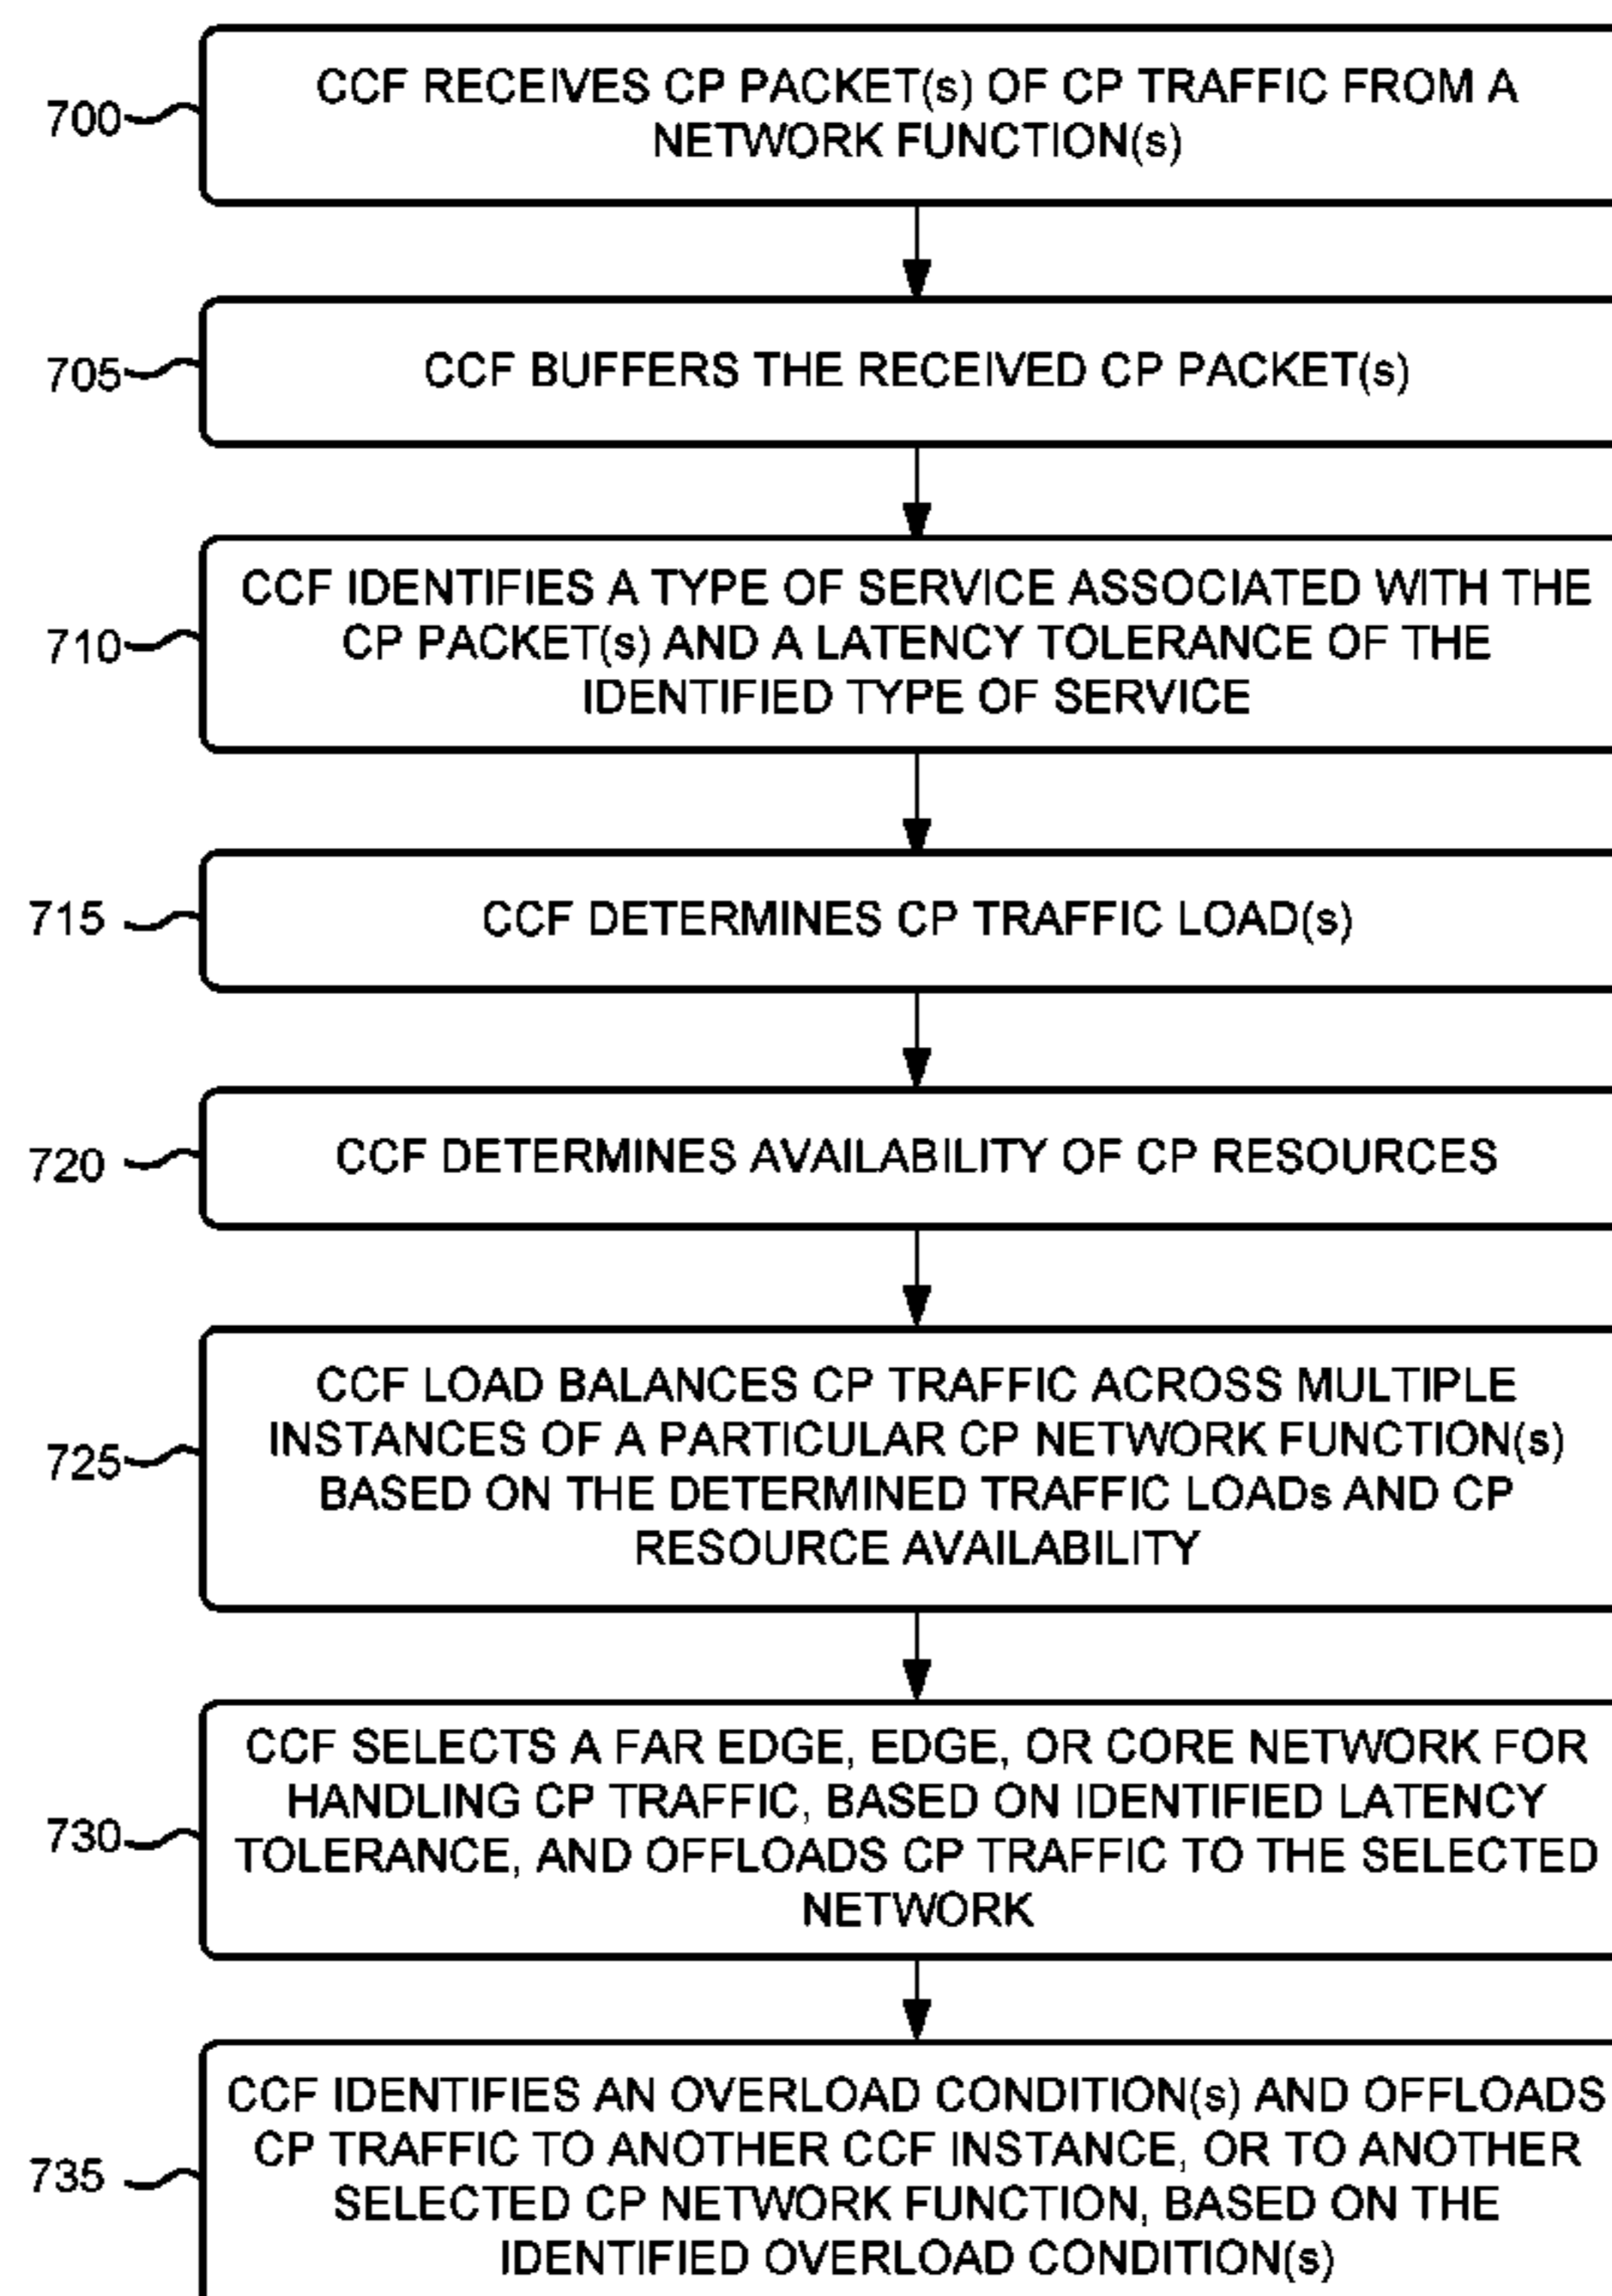 700
CCF RECEIVES CP PACKET(s) OF CP TRAFFIC FROM A
NETWORK FUNCTION(s)
705
CCF BUFFERS THE RECEIVED CP PACKET(s)
710
CCF IDENTIFIES A TYPE OF SERVICE ASSOCIATED WITH THE
CP PACKET(s) AND A LATENCY TOLERANCE OF THE
IDENTIFIED TYPE OF SERVICE
715
CCF DETERMINES CP TRAFFIC LOAD(s)
720
CCF DETERMINES AVAILABILITY OF CP RESOURCES
725
CCF LOAD BALANCES CP TRAFFIC ACROSS MULTIPLE
INSTANCES OF A PARTICULAR CP NETWORK FUNCTION(s)
BASED ON THE DETERMINED TRAFFIC LOADs AND CP
RESOURCE AVAILABILITY
730
CCF SELECTS A FAR EDGE, EDGE, OR CORE NETWORK FOR
HANDLING CP TRAFFIC, BASED ON IDENTIFIED LATENCY
TOLERANCE, AND OFFLOADS CP TRAFFIC TO THE SELECTED
NETWORK
735
CCF IDENTIFIES AN OVERLOAD CONDITION(s) AND OFFLOADS
CP TRAFFIC TO ANOTHER CCF INSTANCE, OR TO ANOTHER
SELECTED CP NETWORK FUNCTION, BASED ON THE
IDENTIFIED OVERLOAD CONDITION(s)